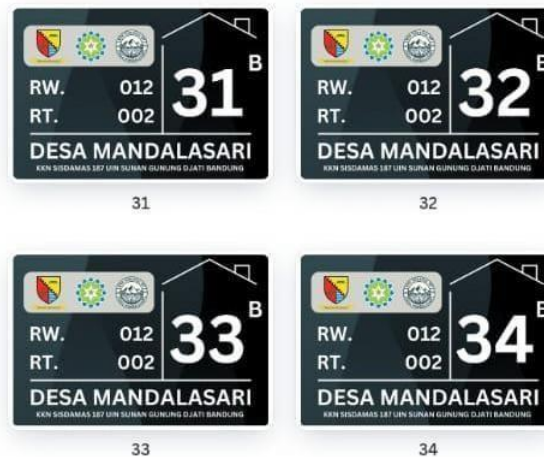 RW. 012
RT. 002
31 B
DESA MANDALASARI
KKN SISDAMAS 187 UIN SUNAN GUNUNG DJATI BANDUNG
31
RW. 012
RT. 002
32 B
DESA MANDALASARI
KKN SISDAMAS 187 UIN SUNAN GUNUNG DJATI BANDUNG
32
RW. 012
RT. 002
33 B
DESA MANDALASARI
KKN SISDAMAS 187 UIN SUNAN GUNUNG DJATI BANDUNG
33
RW. 012
RT. 002
34 B
DESA MANDALASARI
KKN SISDAMAS 187 UIN SUNAN GUNUNG DJATI BANDUNG
34